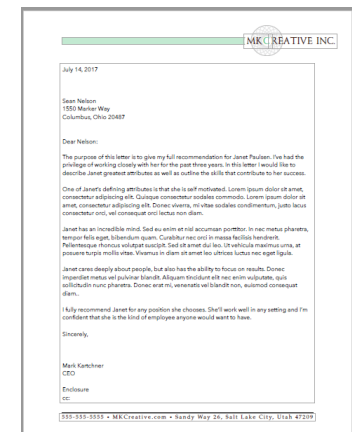 MKCREATIVE INC.
July 14, 2017
Sean Nelson
1550 Marker Way
Columbus, Ohio 20487
Dear Nelson:
The purpose of this letter is to give my full recommendation for Janet Paulsen. I've had the
privilege of working closely with her for the past three years. In this letter I would like to
describe Janet greatest attributes as well as outline the skills that contribute to her success.
One of Janet's defining attributes is that she is self motivated. Lorem ipsum dolor sit amet,
consectetur adipiscing elit. Quisque consectetur sodales commodo. Lorem ipsum dolor sit
amet, consectetur adipiscing elit. Donec viverra, mi vitae sodales condimentum, justo lacus
consectetur orci, vel consequat orci lectus non diam.
Janet has an incredible mind. Sed eu enim et nisl accumsan porttitor. In nec metus pharetra,
tempor felis eget, bibendum quam. Curabitur nec orci in massa facilisis hendrerit.
Pellentesque rhoncus volutpat suscipit. Sed sit amet dui leo. Ut vehicula maximus urna, at
posuere turpis mollis vitae. Vivamus in diam sit amet leo ultrices luctus nec eget ligula.
Janet cares deeply about people, but also has the ability to focus on results. Donec
imperdiet metus vel pulvinar blandit. Aliquam tincidunt elit nec enim vulputate, quis
sollicitudin nunc pharetra. Donec erat mi, venenatis vel blandit non, euismod consequat
diam..
I fully recommend Janet for any position she chooses. She'll work well in any setting and I'm
confident that she is the kind of employee anyone would want to have.
Sincerely,
Mark Kartchner
CEO
Enclosure
cc:
555-555-5555 • MKCreative.com • Sandy Way 26, Salt Lake City, Utah 47209